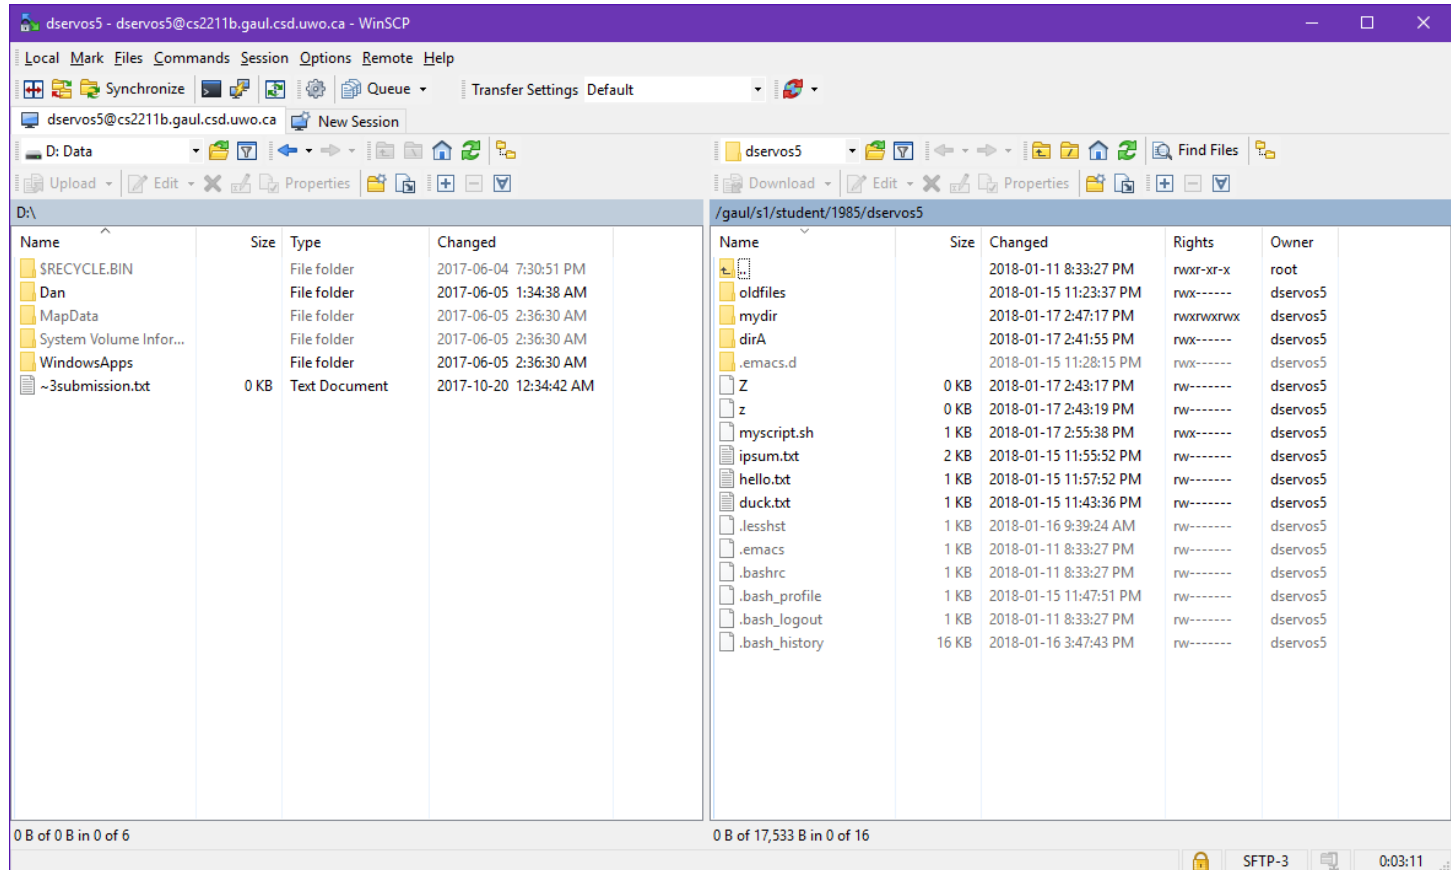 dservos5 - dservos5@cs2211b.gaul.csd.uwo.ca - WinSCP
Local Mark Files Commands Session Options Remote Help
Synchronize Queue Transfer Settings Default
dservos5@cs2211b.gaul.csd.uwo.ca New Session
D: Data dservos5 Find Files
Upload Edit Properties Download Edit Properties
D:\ /gaul/s1/student/1985/dservos5
Name Size Type Changed Name Size Changed Rights Owner
$RECYCLE.BIN File folder 2017-06-04 7:30:51 PM .. 2018-01-11 8:33:27 PM rwxr-xr-x root
Dan File folder 2017-06-05 1:34:38 AM oldfiles 2018-01-15 11:23:37 PM rwx------ dservos5
MapData File folder 2017-06-05 2:36:30 AM mydir 2018-01-17 2:47:17 PM rwxrwxrwx dservos5
System Volume Infor... File folder 2017-06-05 2:36:30 AM dirA 2018-01-17 2:41:55 PM rwx------ dservos5
WindowsApps File folder 2017-06-05 2:36:30 AM .emacs.d 2018-01-15 11:28:15 PM rwx------ dservos5
~3submission.txt 0 KB Text Document 2017-10-20 12:34:42 AM Z 0 KB 2018-01-17 2:43:17 PM rw------- dservos5
z 0 KB 2018-01-17 2:43:19 PM rw------- dservos5
myscript.sh 1 KB 2018-01-17 2:55:38 PM rwx------ dservos5
ipsum.txt 2 KB 2018-01-15 11:55:52 PM rw------- dservos5
hello.txt 1 KB 2018-01-15 11:57:52 PM rw------- dservos5
duck.txt 1 KB 2018-01-15 11:43:36 PM rw------- dservos5
.lesshst 1 KB 2018-01-16 9:39:24 AM rw------- dservos5
.emacs 1 KB 2018-01-11 8:33:27 PM rw------- dservos5
.bashrc 1 KB 2018-01-11 8:33:27 PM rw------- dservos5
.bash_profile 1 KB 2018-01-15 11:47:51 PM rw------- dservos5
.bash_logout 1 KB 2018-01-11 8:33:27 PM rw------- dservos5
.bash_history 16 KB 2018-01-16 3:47:43 PM rw------- dservos5
0 B of 0 B in 0 of 6 0 B of 17,533 B in 0 of 16
SFTP-3 0:03:11